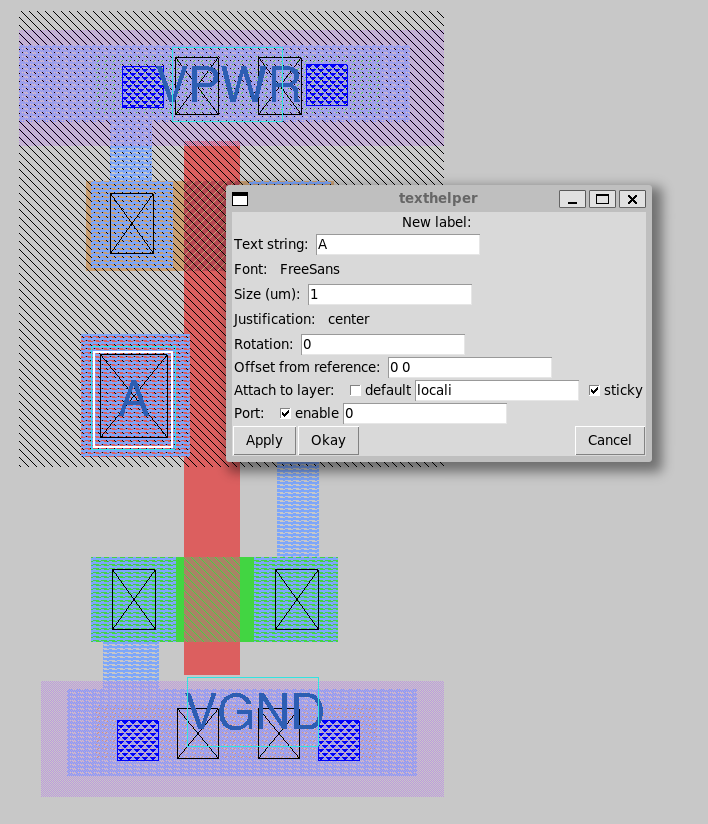 VPWR
texthelper
New label:
Text string: A
Font: FreeSans
Size (um): 1
Justification: center
Rotation: 0
Offset from reference: 0 0
Attach to layer: default locali sticky
Port: enable 0
Apply Okay Cancel
A
VGND